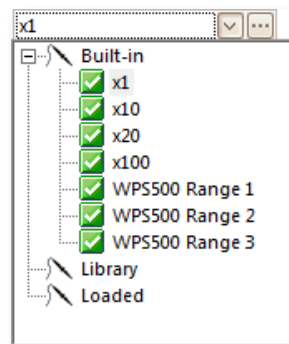 x1
Built-in
x1
x10
x20
x100
WPS500 Range 1
WPS500 Range 2
WPS500 Range 3
Library
Loaded